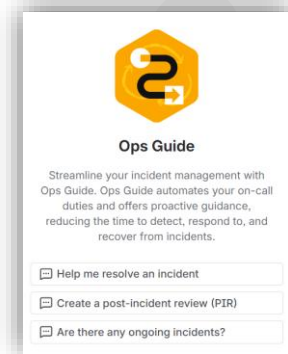 Ops Guide
Streamline your incident management with
Ops Guide. Ops Guide automates your on-call
duties and offers proactive guidance,
reducing the time to detect, respond to, and
recover from incidents.
Help me resolve an incident
Create a post-incident review (PIR)
Are there any ongoing incidents?